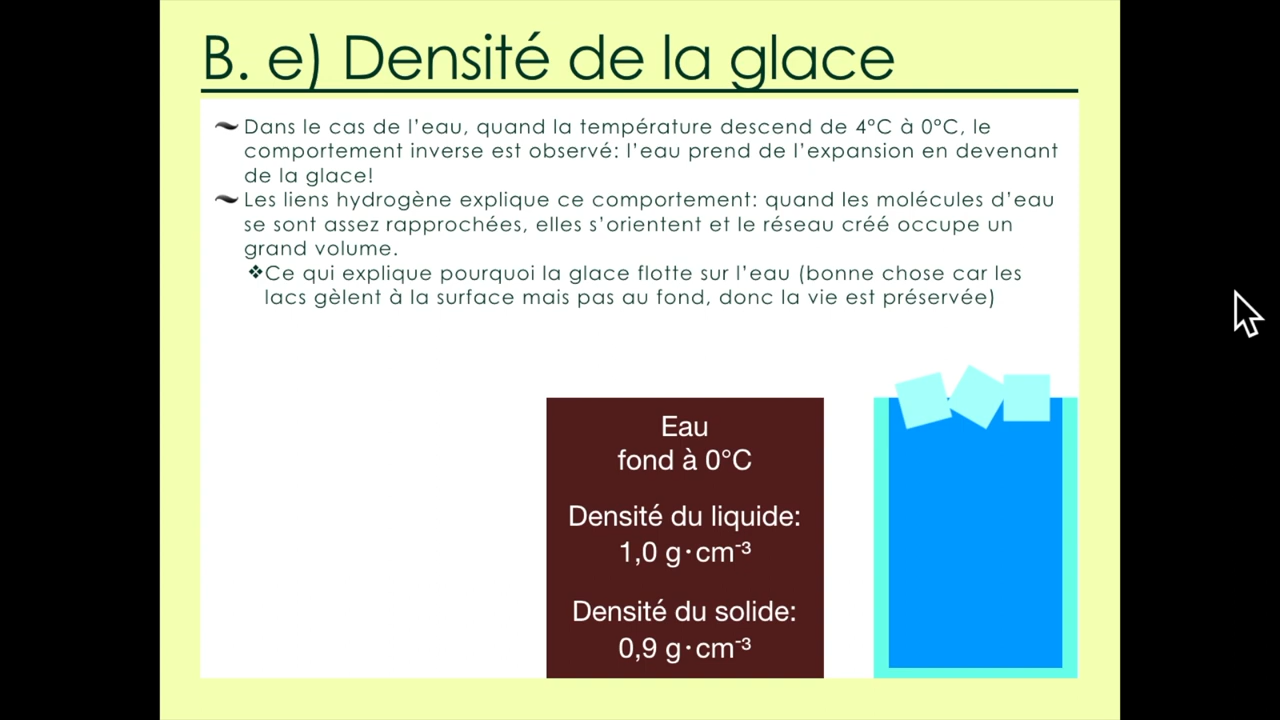 B. e) Densité de la glace
Dans le cas de l’eau, quand la température descend de 4°C à 0°C, le
comportement inverse est observé: l’eau prend de l’expansion en devenant
de la glace!
Les liens hydrogène explique ce comportement: quand les molécules d’eau
se sont assez rapprochées, elles s’orientent et le réseau créé occupe un
grand volume.
❖Ce qui explique pourquoi la glace flotte sur l’eau (bonne chose car les
lacs gèlent à la surface mais pas au fond, donc la vie est préservée)
Eau
fond à 0°C
Densité du liquide:
1,0 g·cm⁻³
Densité du solide:
0,9 g·cm⁻³